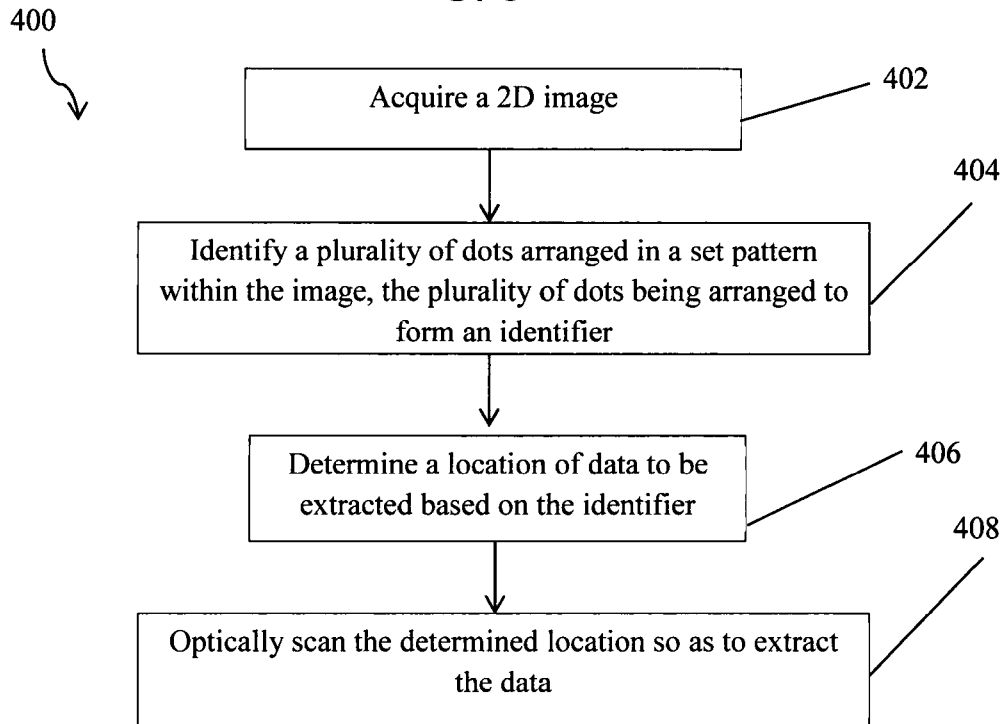 400
Acquire a 2D image
402
404
Identify a plurality of dots arranged in a set pattern
within the image, the plurality of dots being arranged to
form an identifier
Determine a location of data to be
extracted based on the identifier
406
408
Optically scan the determined location so as to extract
the data